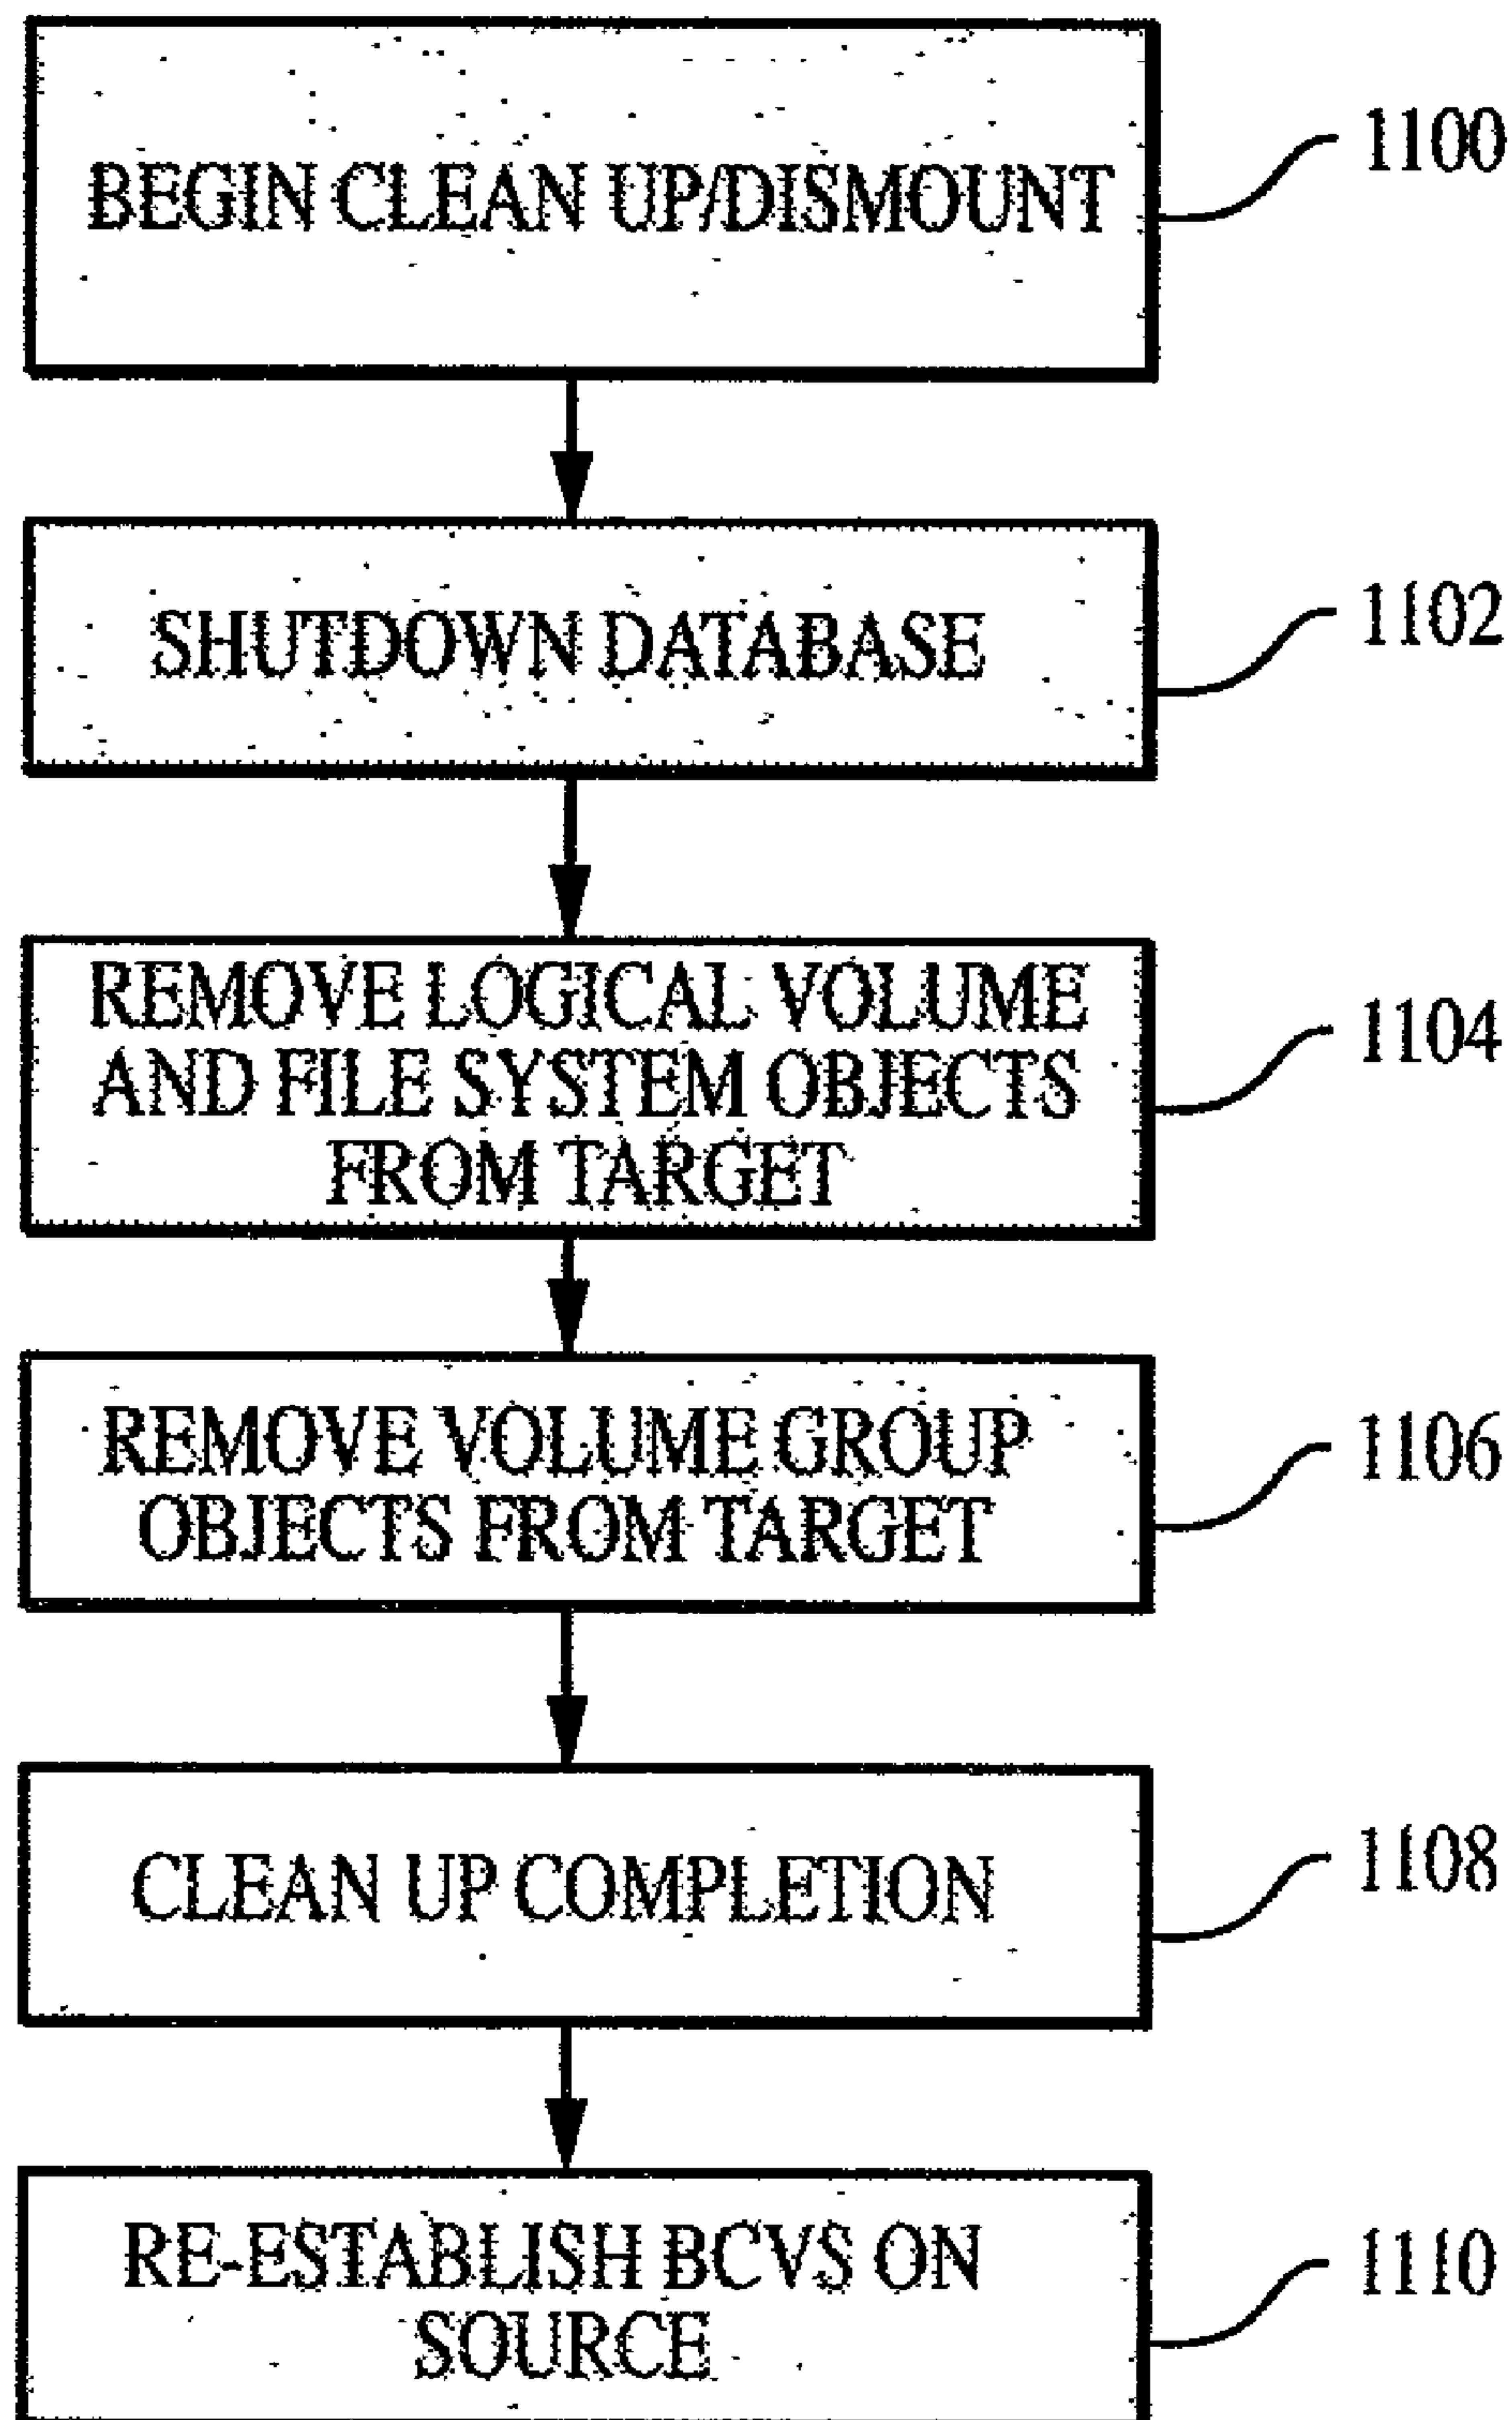 BEGIN CLEAN UP/DISMOUNT
1100
SHUTDOWN DATABASE
1102
REMOVE LOGICAL VOLUME
AND FILE SYSTEM OBJECTS
FROM TARGET
1104
REMOVE VOLUME GROUP
OBJECTS FROM TARGET
1106
CLEAN UP COMPLETION
1108
RE-ESTABLISH BCVS ON
SOURCE
1110